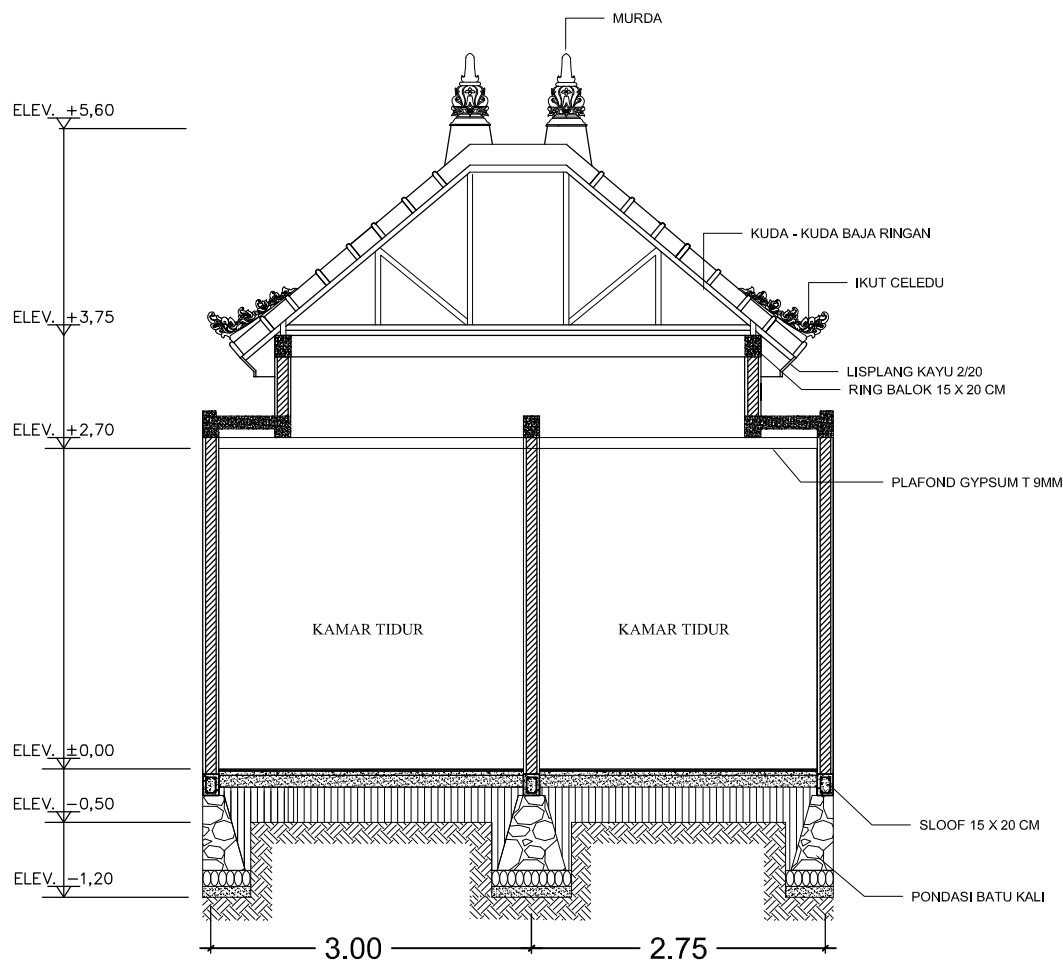 MURDA
ELEV. +5,60
KUDA - KUDA BAJA RINGAN
IKUT CELEDU
ELEV. +3,75
LISPLANG KAYU 2/20
RING BALOK 15 X 20 CM
ELEV. +2,70
PLAFOND GYPSUM T 9MM
KAMAR TIDUR
KAMAR TIDUR
ELEV. ±0,00
ELEV. -0,50
SLOOF 15 X 20 CM
ELEV. -1,20
PONDASI BATU KALI
3.00
2.75